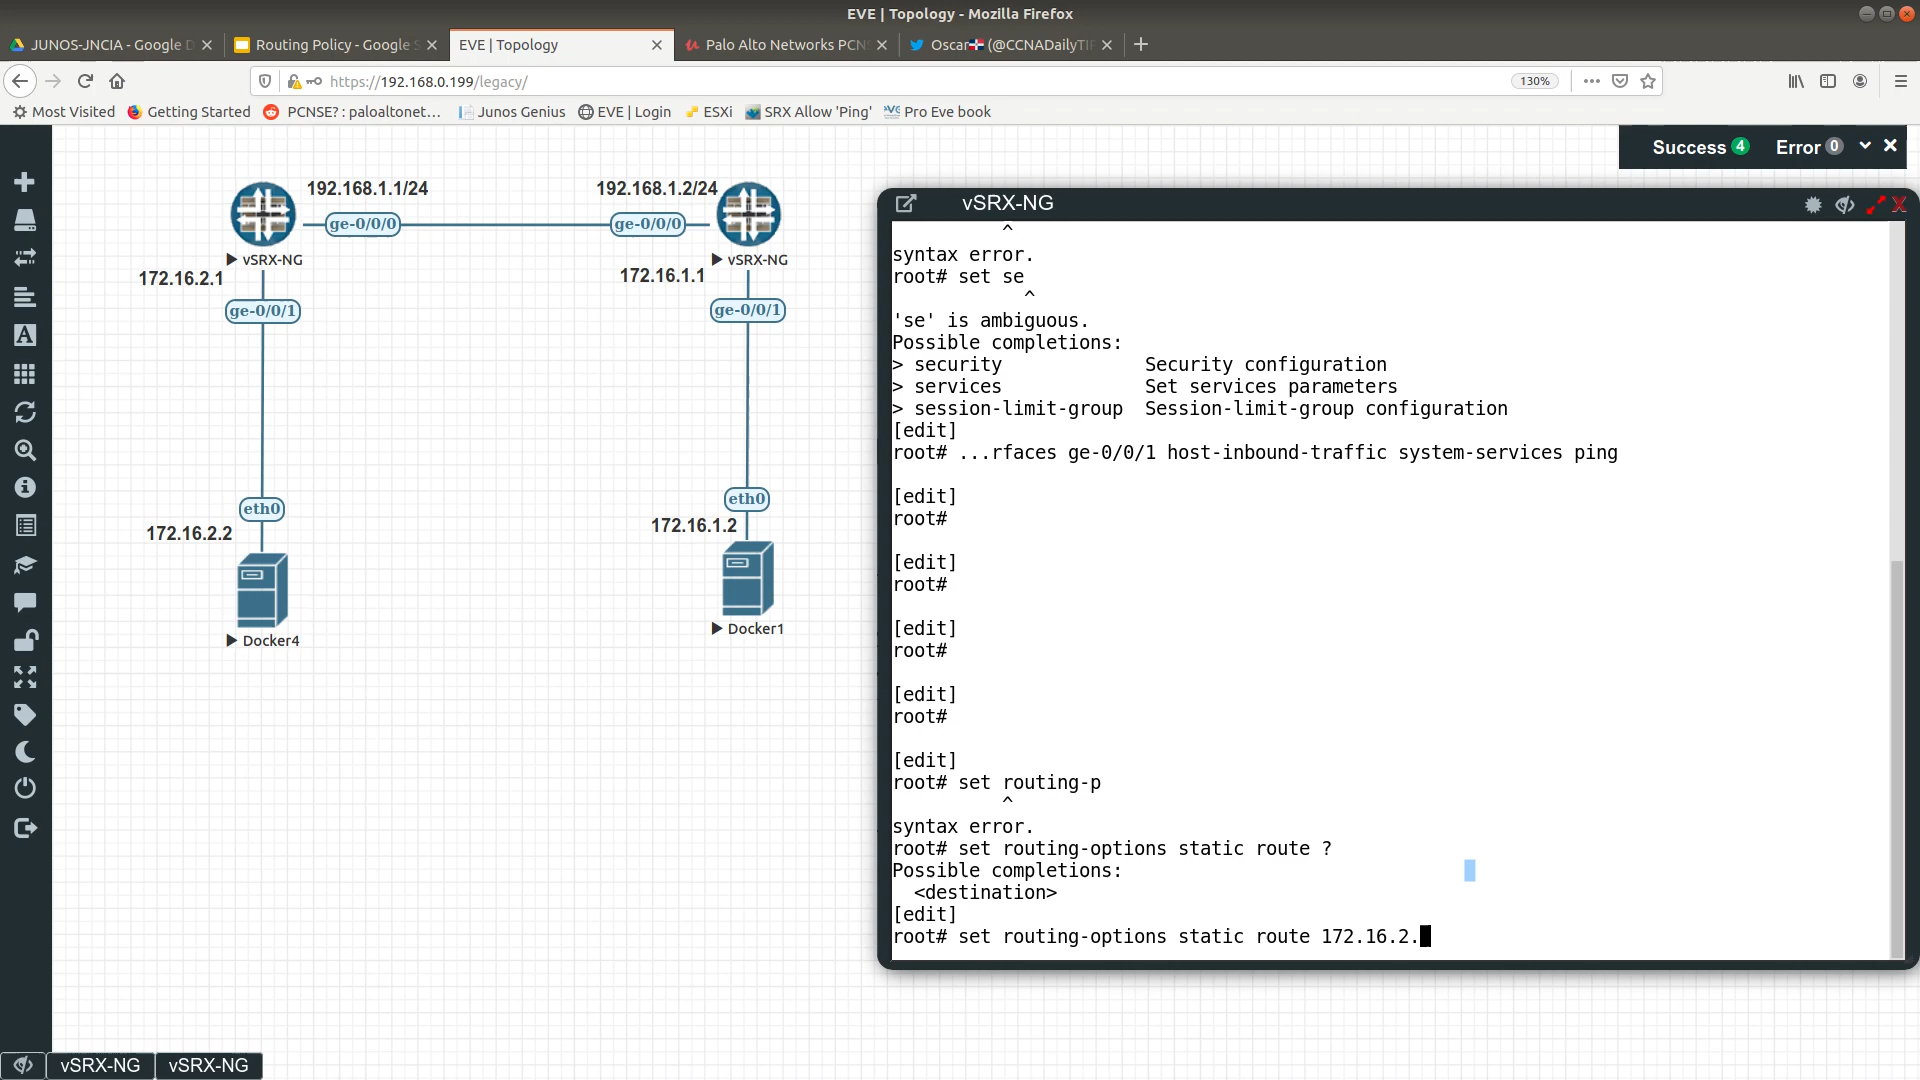 EVE | Topology - Mozilla Firefox
JUNOS-JNCIA - Google D
Routing Policy - Google S
EVE | Topology
Palo Alto Networks PCN
Oscar (@CCNADailyTI
https://192.168.0.199/legacy/
130%
Most Visited
Getting Started
PCNSE? : paloaltonet...
Junos Genius
EVE | Login
ESXi
SRX Allow 'Ping'
Pro Eve book
Success 4
Error 0
192.168.1.1/24
192.168.1.2/24
ge-0/0/0
ge-0/0/0
vSRX-NG
vSRX-NG
172.16.2.1
172.16.1.1
ge-0/0/1
ge-0/0/1
eth0
eth0
172.16.2.2
172.16.1.2
Docker4
Docker1
vSRX-NG
^
syntax error.
root# set se
^
'se' is ambiguous.
Possible completions:
> security Security configuration
> services Set services parameters
> session-limit-group Session-limit-group configuration
[edit]
root# ...rfaces ge-0/0/1 host-inbound-traffic system-services ping
[edit]
root#
[edit]
root#
[edit]
root#
[edit]
root#
[edit]
root# set routing-p
^
syntax error.
root# set routing-options static route ?
Possible completions:
<destination>
[edit]
root# set routing-options static route 172.16.2.
vSRX-NG
vSRX-NG